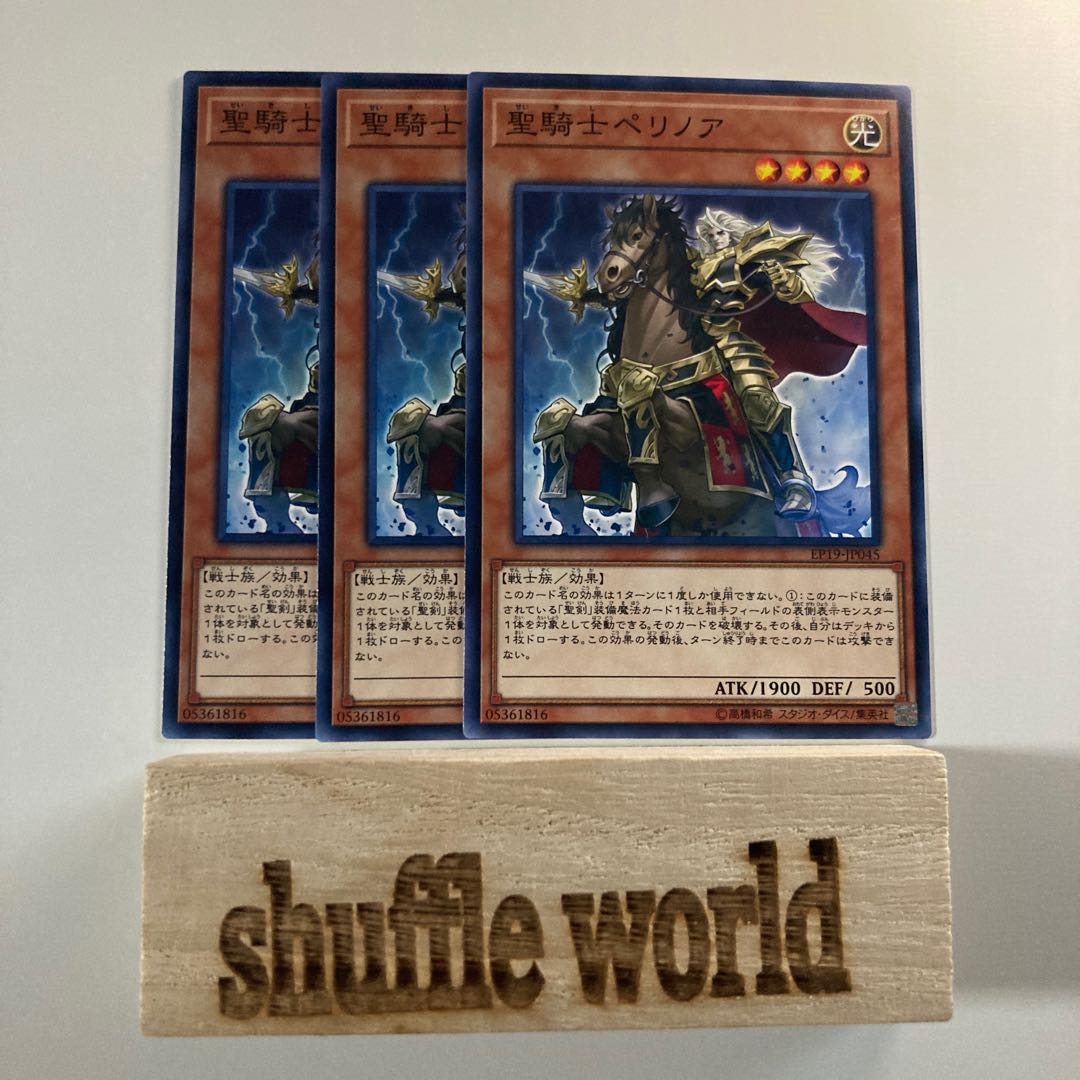 聖騎士
聖騎士
聖騎士ペリノア
光
EP19-JP045
【戦士族／効果】
このカード名の効果は
されている「聖剣」装
1体を対象として発動
1枚ドローする。この
ない。
05361816
【戦士族／効果】
このカード名の効果は
されている「聖剣」装備
1体を対象として発動
1枚ドローする。この効
ない。
05361816
【戦士族／効果】
このカード名の効果は1ターンに1度しか使用できない。①：このカードに装備
されている「聖剣」装備魔法カード1枚と相手フィールドの表側表示モンスター
1体を対象として発動できる。そのカードを破壊する。その後、自分はデッキから
1枚ドローする。この効果の発動後、ターン終了時までこのカードは攻撃でき
ない。
ATK/1900 DEF/ 500
05361816
©高橋和希 スタジオ・ダイス/集英社
shuffle world